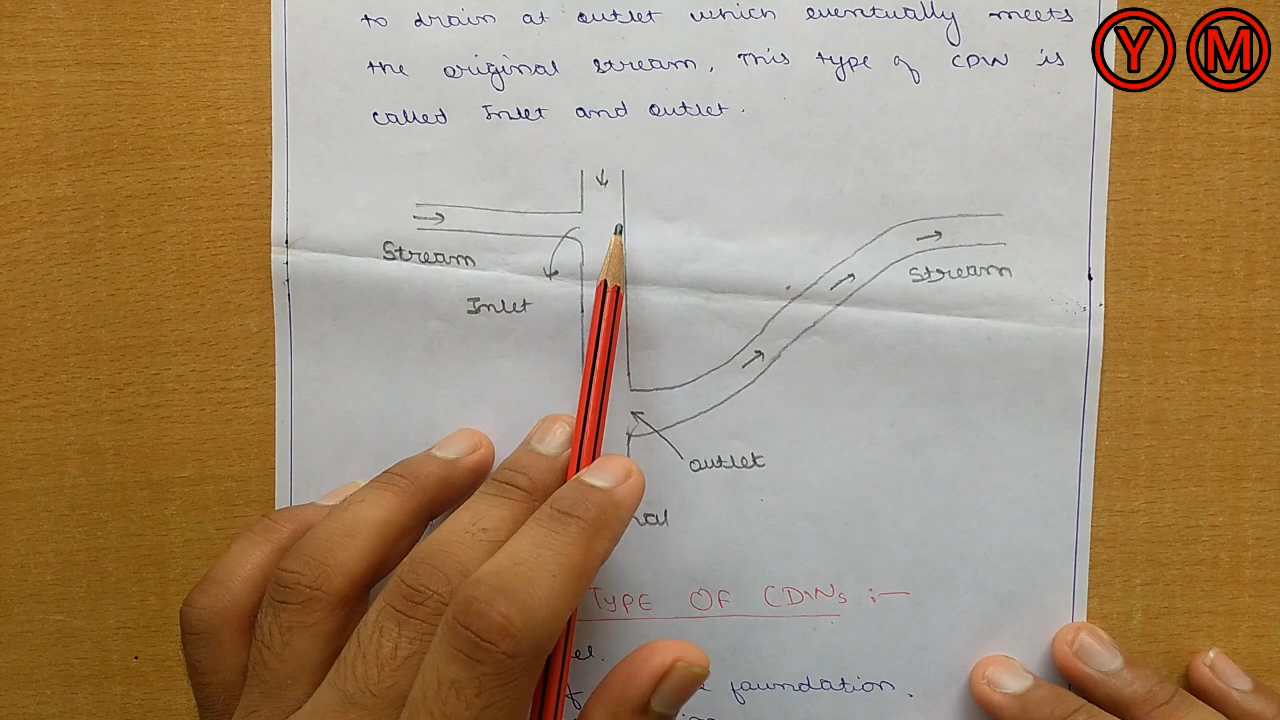 to drain at outlet which eventually meets
the original stream, This type of CDW is
called Inlet and outlet.
Y M
Stream
Stream
Inlet
outlet
TYPE OF CDWs :—
foundation.